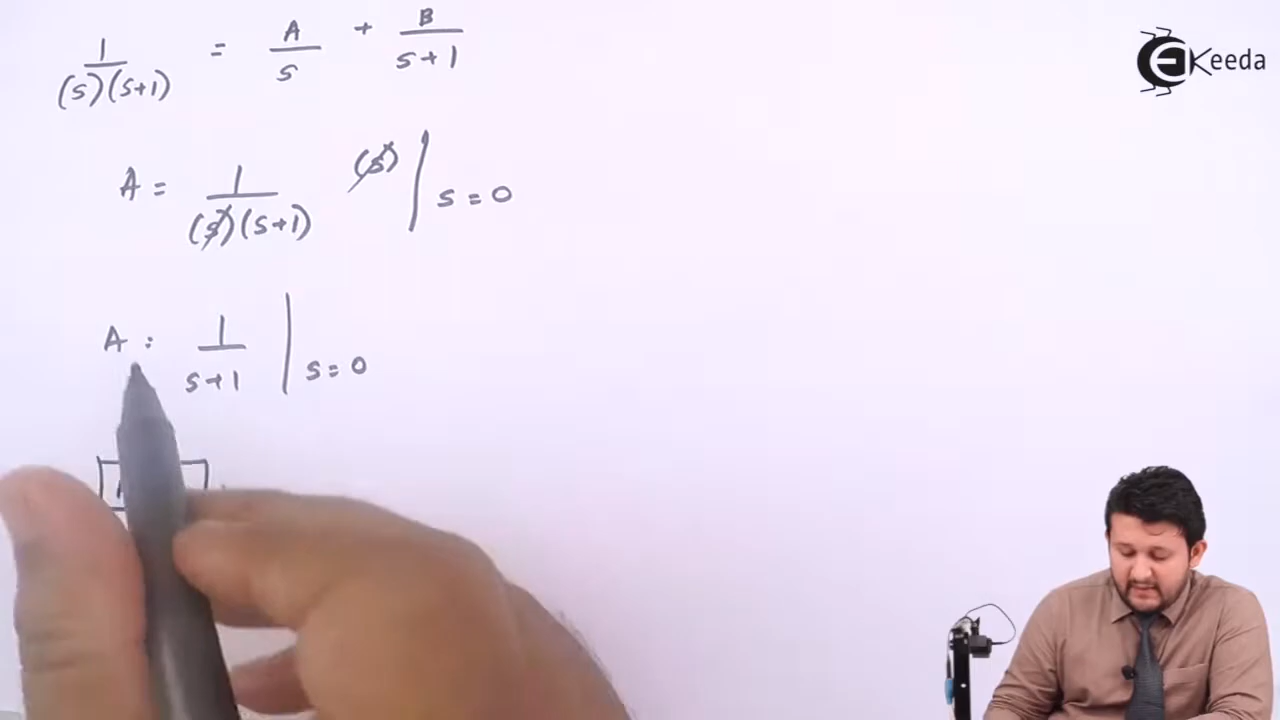 1/(s)(s+1) = A/s + B/s+1
A = 1/(s)(s+1) (s) | s = 0
A = 1/s+1 | s = 0
EKeeda